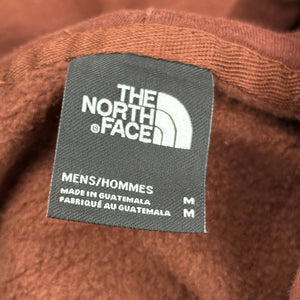 THE
NORTH
FACE
®
MENS/HOMMES
MADE IN GUATEMALA M
FABRIQUÉ AU GUATEMALA M